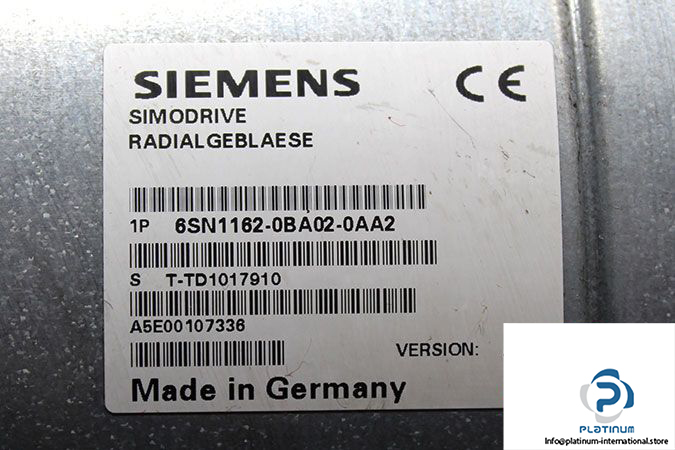 SIEMENS CE
SIMODRIVE
RADIALGEBLAESE
1P 6SN1162-0BA02-0AA2
S T-TD1017910
A5E00107336
VERSION:
Made in Germany
PLATINUM
Info@platinum-international.store